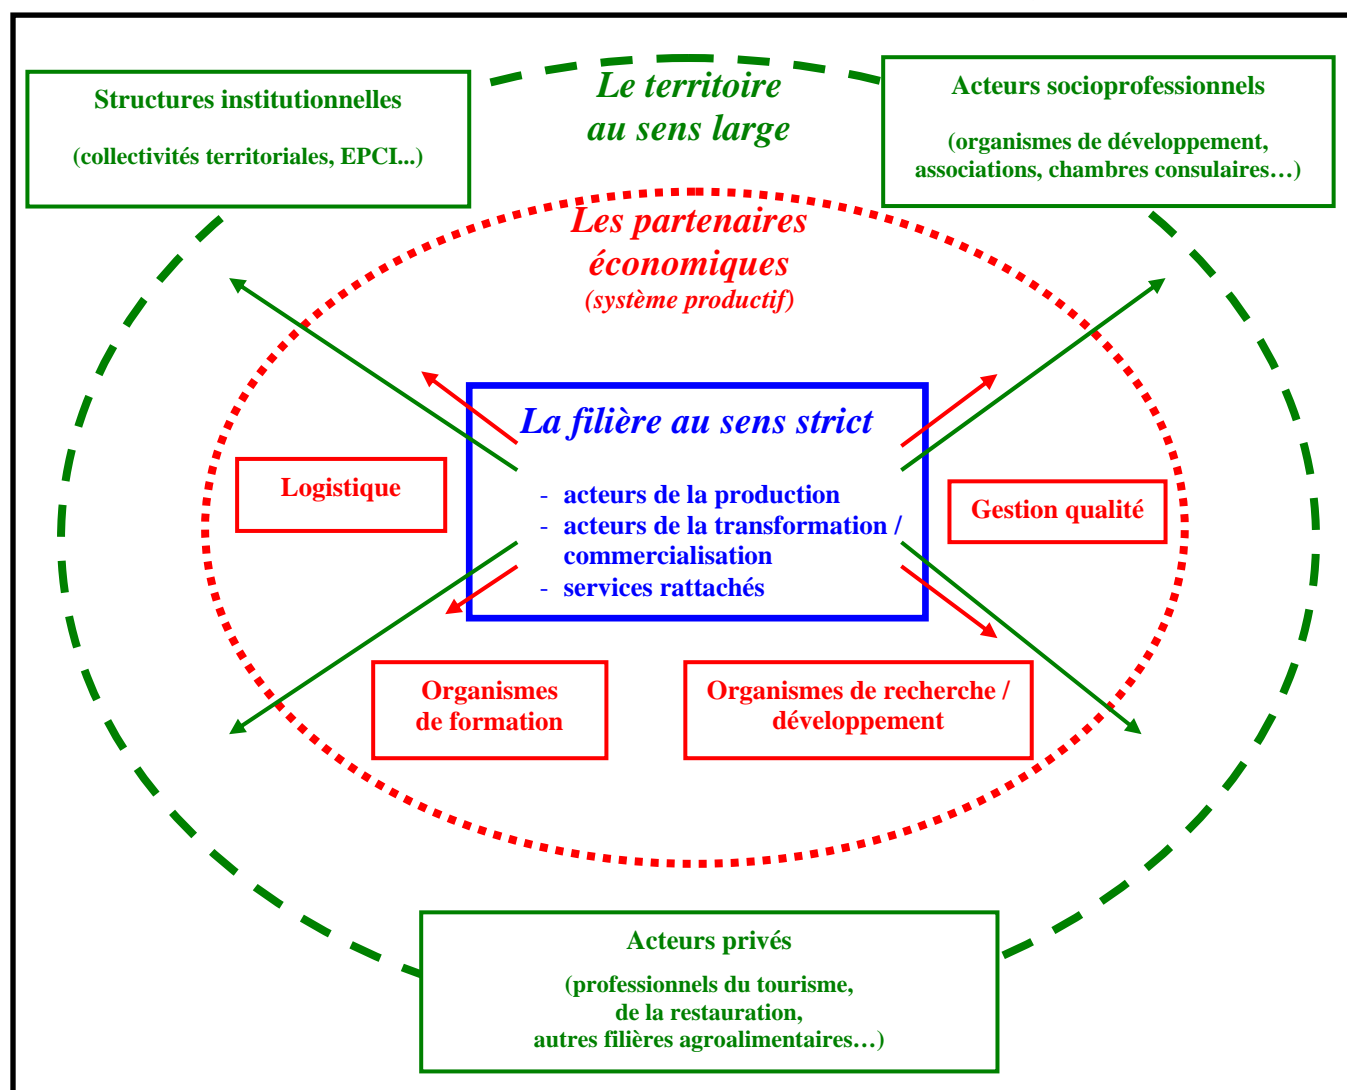 Structures institutionnelles
(collectivités territoriales, EPCI...)
Le territoire
au sens large
Acteurs socioprofessionnels
(organismes de développement,
associations, chambres consulaires…)
Les partenaires
économiques
(système productif)
La filière au sens strict
- acteurs de la production
- acteurs de la transformation /
commercialisation
- services rattachés
Logistique
Gestion qualité
Organismes
de formation
Organismes de recherche /
développement
Acteurs privés
(professionnels du tourisme,
de la restauration,
autres filières agroalimentaires…)